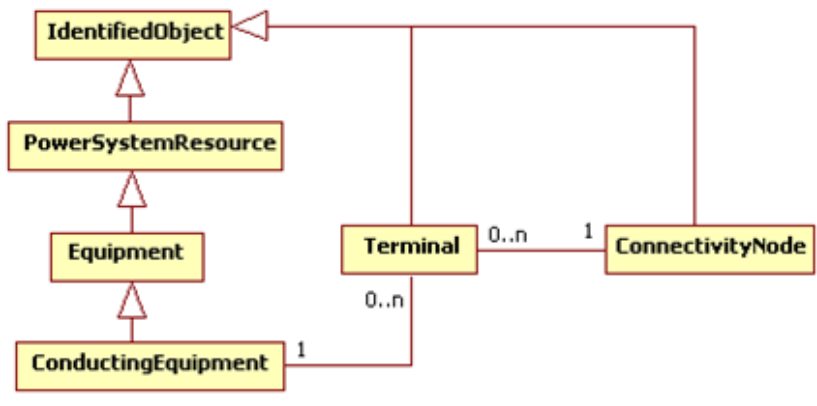 IdentifiedObject
PowerSystemResource
Equipment
Terminal
0..n
1
ConnectivityNode
0..n
ConductingEquipment
1